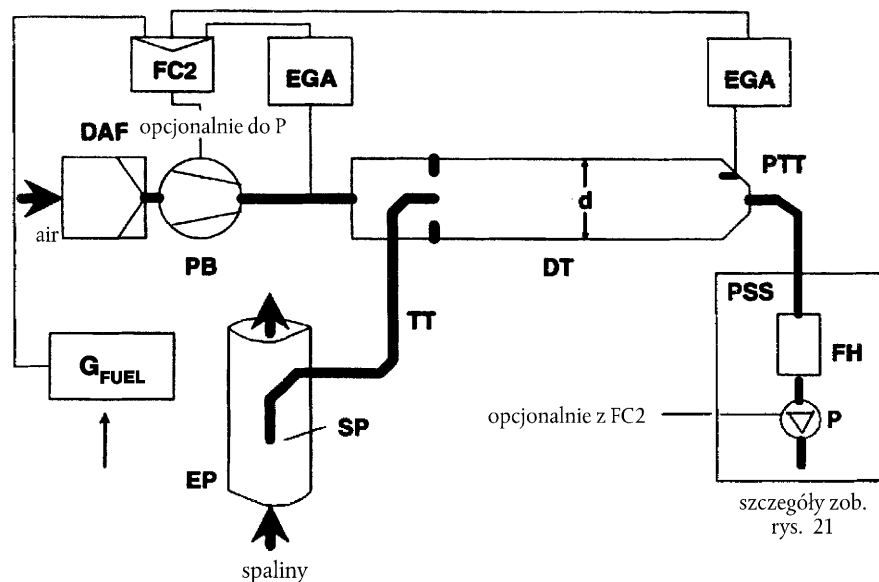 FC2
EGA
EGA
opcjonalnie do P
DAF
PTT
d
air
PB
DT
TT
PSS
G FUEL
FH
SP
opcjonalnie z FC2
P
EP
szczegóły zob.
rys. 21
spaliny